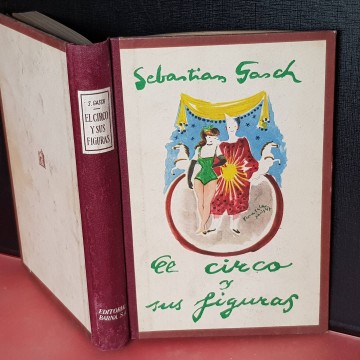 Sebastian Gasch
El circo
y
sus figuras
S. GASCH
EL CIRCO
Y SUS
FIGURAS
EDITORIAL
BARNA S.A.